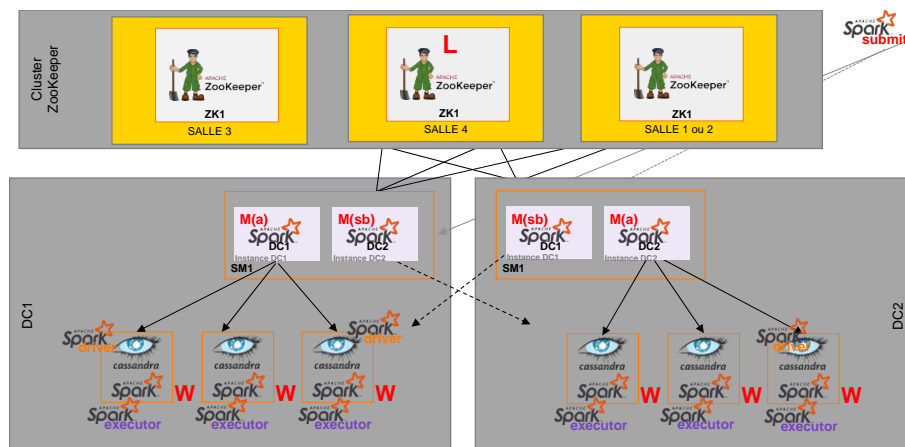 Cluster
ZooKeeper
APACHE
ZooKeeper™
ZK1
SALLE 3
L
APACHE
ZooKeeper™
ZK1
SALLE 4
APACHE
ZooKeeper™
ZK1
SALLE 1 ou 2
APACHE
Spark
submit
DC1
M(a)
APACHE
Spark
DC1
Instance DC1
SM1
M(sb)
APACHE
Spark
DC2
Instance DC2
APACHE
Spark
driver
cassandra
APACHE
Spark
W
APACHE
Spark
executor
cassandra
APACHE
Spark
W
APACHE
Spark
executor
APACHE
Spark
driver
cassandra
APACHE
Spark
W
APACHE
Spark
executor
M(sb)
APACHE
Spark
DC1
Instance DC1
SM1
M(a)
APACHE
Spark
DC2
Instance DC2
DC2
cassandra
APACHE
Spark
W
APACHE
Spark
executor
cassandra
APACHE
Spark
W
APACHE
Spark
executor
APACHE
Spark
driver
cassandra
APACHE
Spark
W
APACHE
Spark
executor